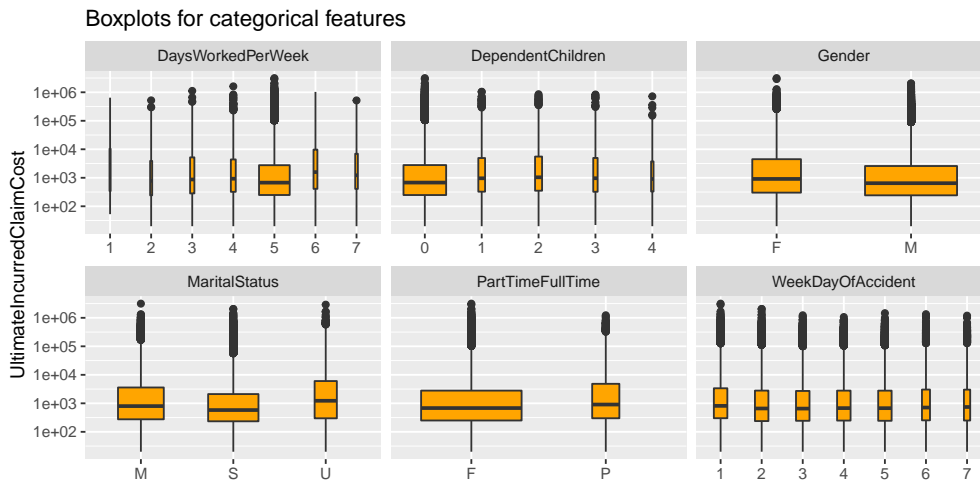 Boxplots for categorical features
DaysWorkedPerWeek
DependentChildren
Gender
UltimateIncurredClaimCost
1e+06
1e+05
1e+04
1e+03
1e+02
1 2 3 4 5 6 7
0 1 2 3 4
F M
MaritalStatus
PartTimeFullTime
WeekDayOfAccident
1e+06
1e+05
1e+04
1e+03
1e+02
M S U
F P
1 2 3 4 5 6 7